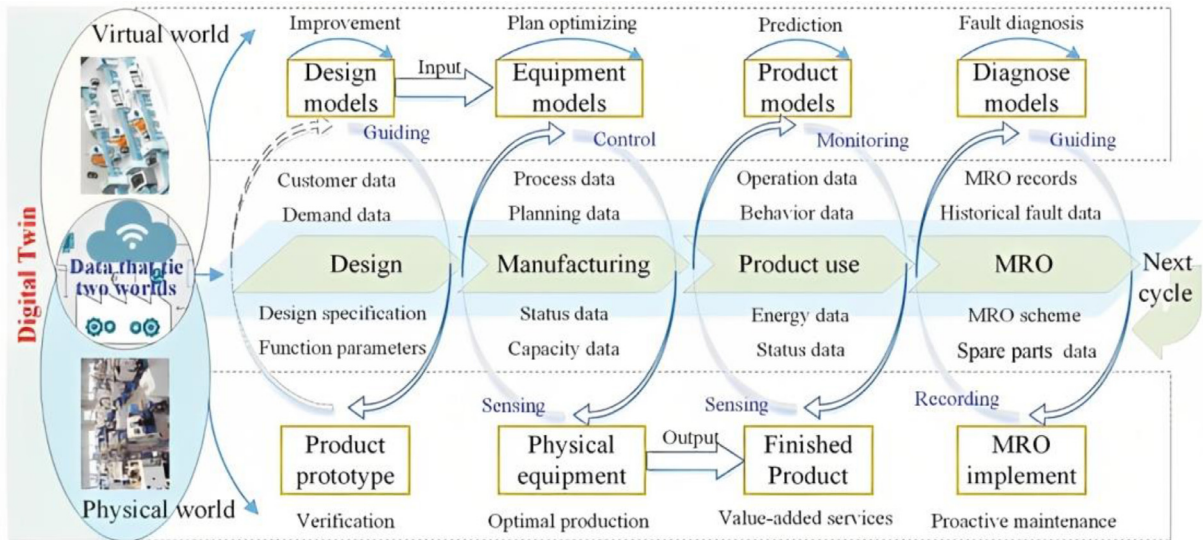 Digital Twin
Virtual world
Data that tie
two worlds
Physical world
Improvement
Plan optimizing
Prediction
Fault diagnosis
Design
models
Input
Equipment
models
Product
models
Diagnose
models
Guiding
Control
Monitoring
Guiding
Customer data
Demand data
Process data
Planning data
Operation data
Behavior data
MRO records
Historical fault data
Design
Manufacturing
Product use
MRO
Next
cycle
Design specification
Function parameters
Status data
Capacity data
Energy data
Status data
MRO scheme
Spare parts data
Sensing
Sensing
Recording
Product
prototype
Physical
equipment
Output
Finished
Product
MRO
implement
Verification
Optimal production
Value-added services
Proactive maintenance